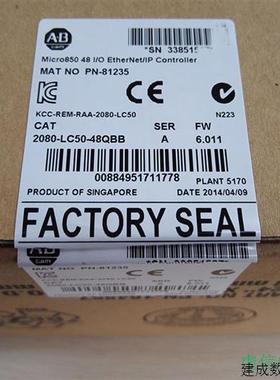 AB
*SN 33851
Micro850 48 I/O EtherNet/IP Controller
MAT NO PN-81235
KCC-REM-RAA-2080-LC50
N223
CAT SER FW
2080-LC50-48QBB A 6.011
00884951711778
PLANT 5170
PRODUCT OF SINGAPORE DATE 2014/04/09
FACTORY SEAL
AB
MAT NO PN-81235
建成数